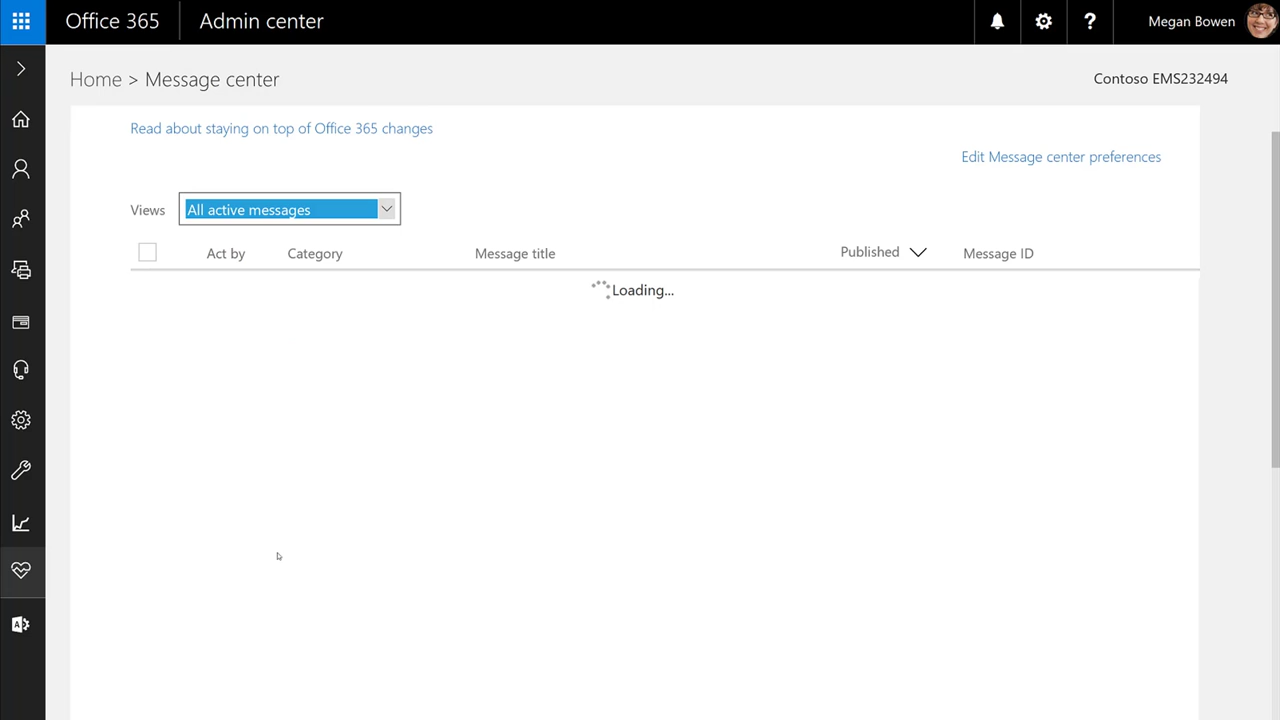 Office 365
Admin center
?
Megan Bowen
Home > Message center
Contoso EMS232494
Read about staying on top of Office 365 changes
Edit Message center preferences
Views
All active messages
Act by
Category
Message title
Published
Message ID
Loading...
A